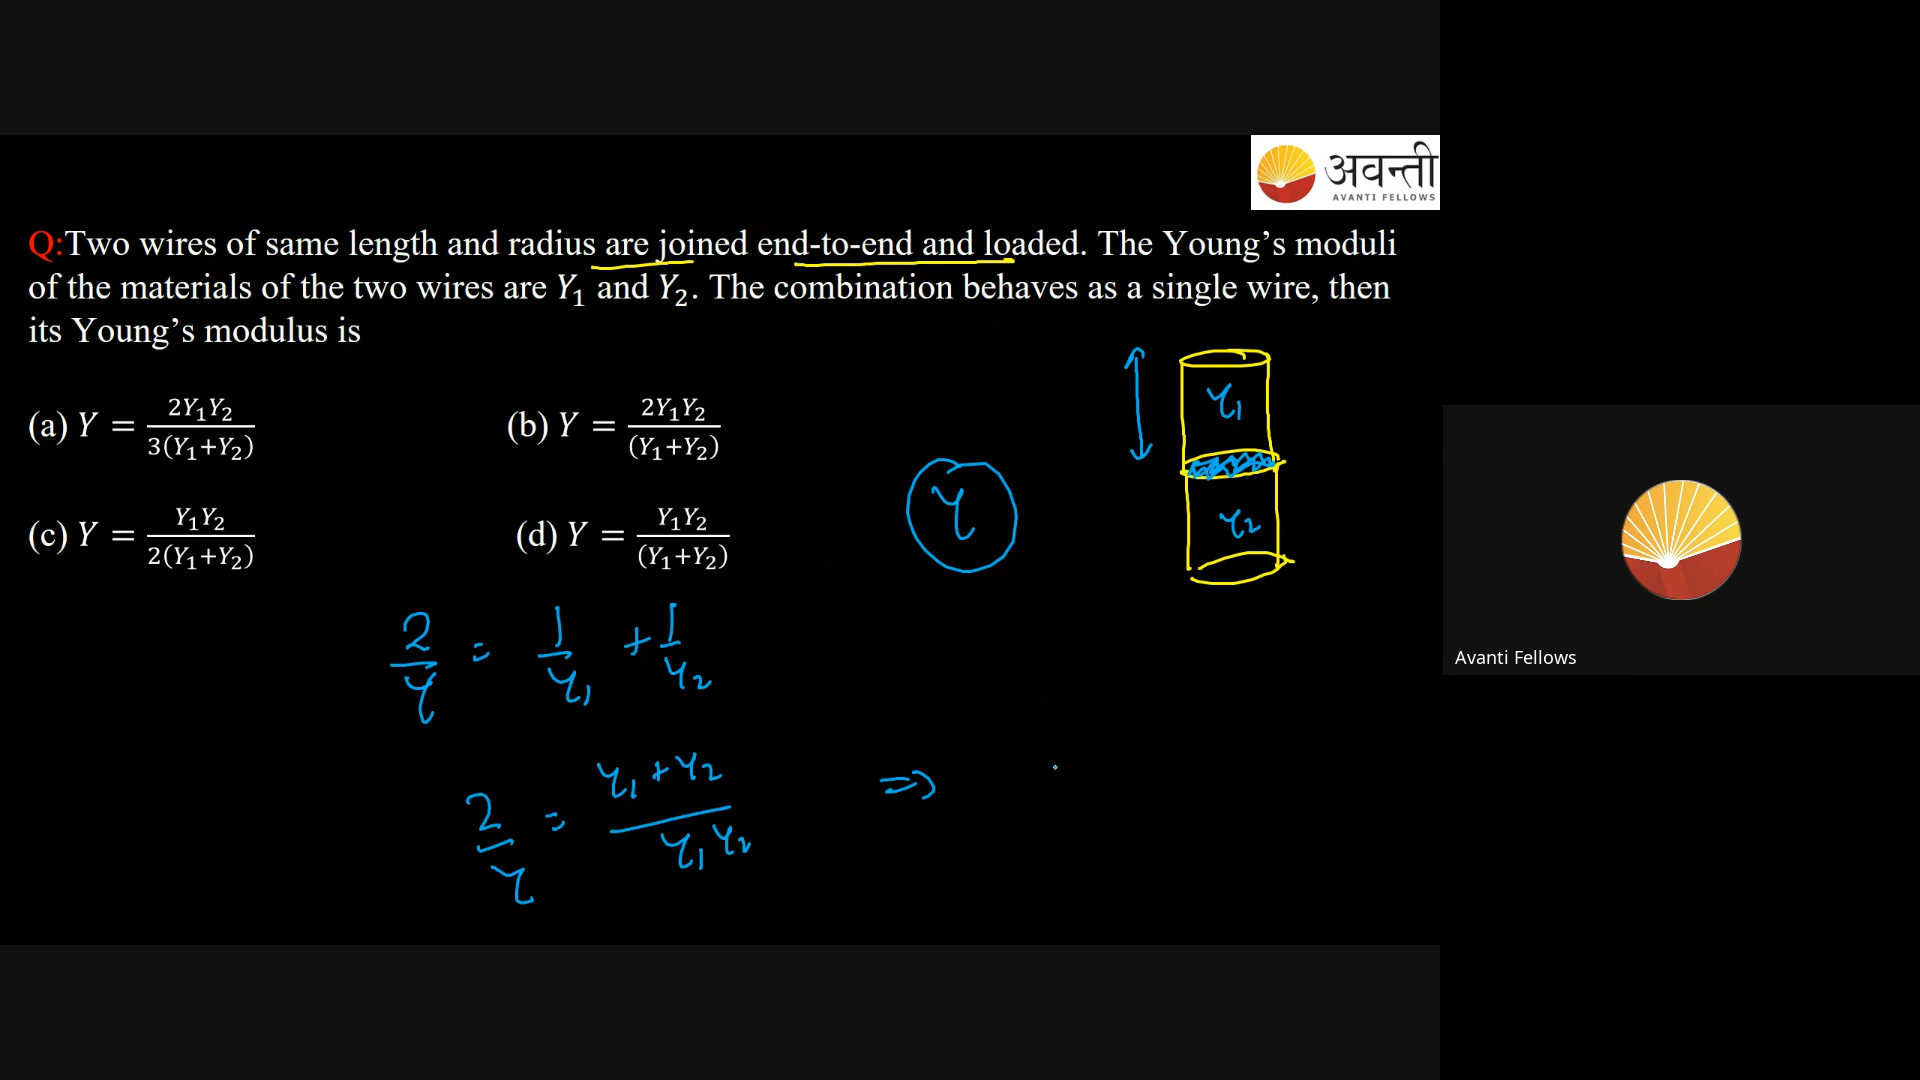 अवन्ती
AVANTI FELLOWS
Q:Two wires of same length and radius are joined end-to-end and loaded. The Young’s moduli
of the materials of the two wires are Y₁ and Y₂. The combination behaves as a single wire, then
its Young’s modulus is
(a) Y = 2Y₁Y₂/3(Y₁+Y₂) (b) Y = 2Y₁Y₂/(Y₁+Y₂)
(c) Y = Y₁Y₂/2(Y₁+Y₂) (d) Y = Y₁Y₂/(Y₁+Y₂)
Y₁
Y
Y₂
2/Y = 1/Y₁ + 1/Y₂
2/Y = Y₁+Y₂/Y₁Y₂ ⇒
Avanti Fellows